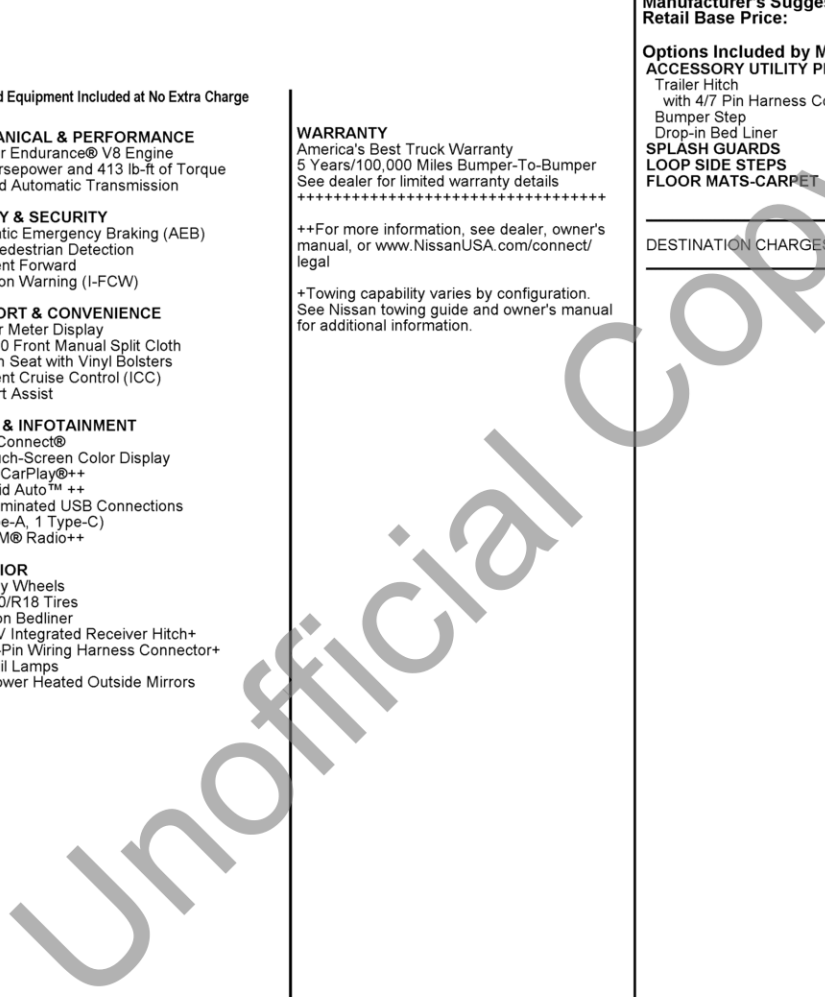 d Equipment Included at No Extra Charge
ANICAL & PERFORMANCE
r Endurance® V8 Engine
rsepower and 413 lb-ft of Torque
d Automatic Transmission
Y & SECURITY
tic Emergency Braking (AEB)
edestrian Detection
ent Forward
on Warning (I-FCW)
ORT & CONVENIENCE
r Meter Display
0 Front Manual Split Cloth
h Seat with Vinyl Bolsters
ent Cruise Control (ICC)
rt Assist
& INFOTAINMENT
Connect®
uch-Screen Color Display
CarPlay®++
id Auto™ ++
minated USB Connections
e-A, 1 Type-C)
M® Radio++
IOR
y Wheels
0/R18 Tires
on Bedliner
V Integrated Receiver Hitch+
-Pin Wiring Harness Connector+
il Lamps
ower Heated Outside Mirrors
WARRANTY
America's Best Truck Warranty
5 Years/100,000 Miles Bumper-To-Bumper
See dealer for limited warranty details
++++++++++++++++++++++++++++++++++
++For more information, see dealer, owner's
manual, or www.NissanUSA.com/connect/
legal
+Towing capability varies by configuration.
See Nissan towing guide and owner's manual
for additional information.
Manufacturer's Sugges
Retail Base Price:
Options Included by M
ACCESSORY UTILITY P
Trailer Hitch
with 4/7 Pin Harness Co
Bumper Step
Drop-in Bed Liner
SPLASH GUARDS
LOOP SIDE STEPS
FLOOR MATS-CARPET
DESTINATION CHARGES
Unofficial Copy